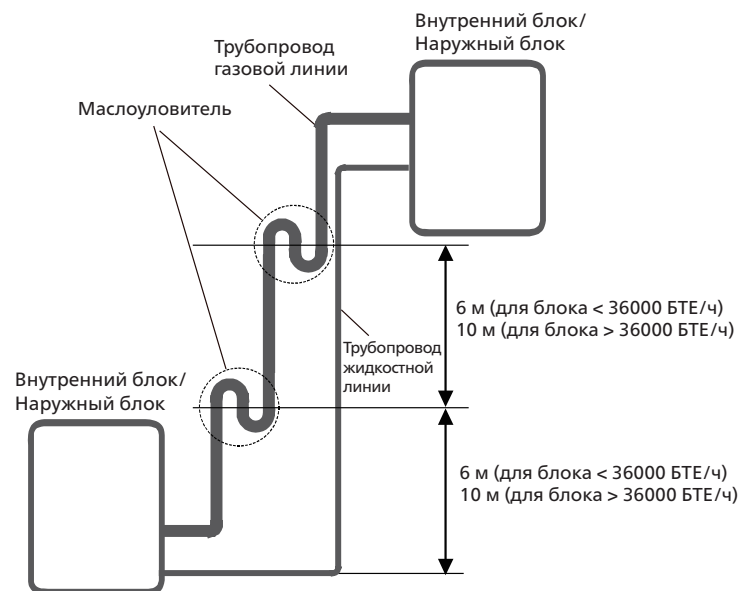 Внутренний блок/
Наружный блок
Трубопровод
газовой линии
Маслоуловитель
6 м (для блока < 36000 БТЕ/ч)
10 м (для блока > 36000 БТЕ/ч)
Трубопровод
жидкостной
линии
Внутренний блок/
Наружный блок
6 м (для блока < 36000 БТЕ/ч)
10 м (для блока > 36000 БТЕ/ч)